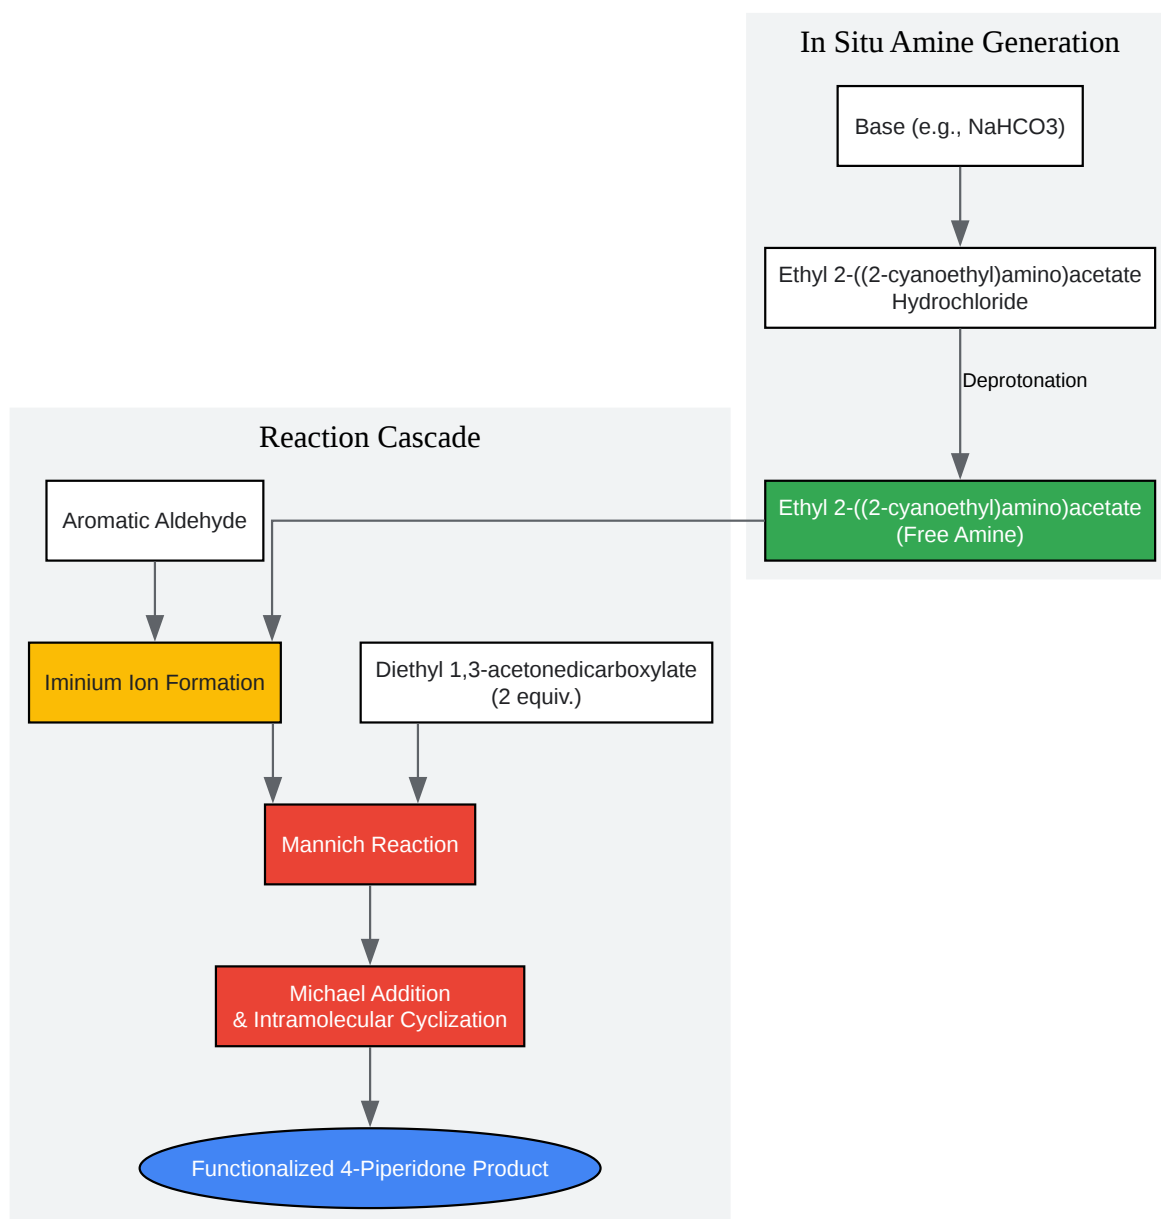 In Situ Amine Generation
Base (e.g., NaHCO3)
Ethyl 2-((2-cyanoethyl)amino)acetate
Hydrochloride
Deprotonation
Ethyl 2-((2-cyanoethyl)amino)acetate
(Free Amine)
Reaction Cascade
Aromatic Aldehyde
Iminium Ion Formation
Diethyl 1,3-acetonedicarboxylate
(2 equiv.)
Mannich Reaction
Michael Addition
& Intramolecular Cyclization
Functionalized 4-Piperidone Product